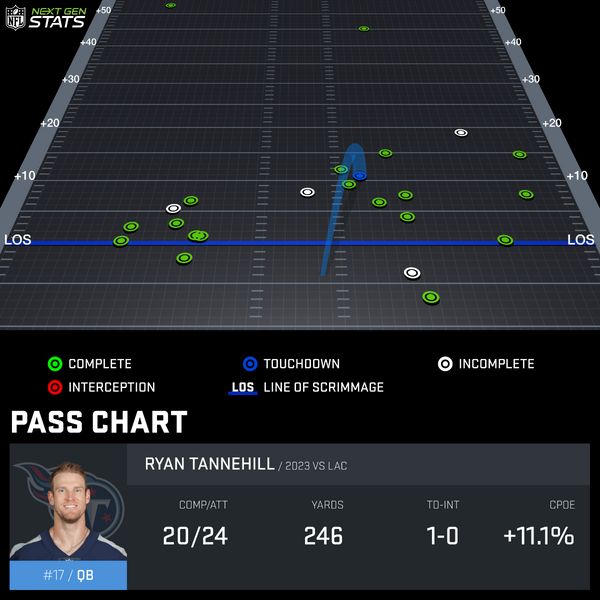 NFL NEXT GEN STATS
+50 +50
+40 +40
+30 +30
+20 +20
+10 +10
LOS LOS
COMPLETE TOUCHDOWN INCOMPLETE
INTERCEPTION LOS LINE OF SCRIMMAGE
PASS CHART
RYAN TANNEHILL / 2023 VS LAC
COMP/ATT YARDS TD-INT CPOE
20/24 246 1-0 +11.1%
#17 / QB